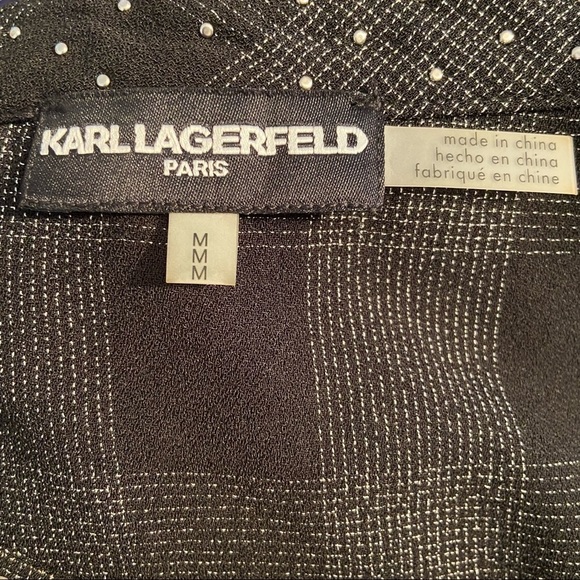 KARL LAGERFELD
PARIS
made in china
hecho en china
fabriqué en chine
M
M
M